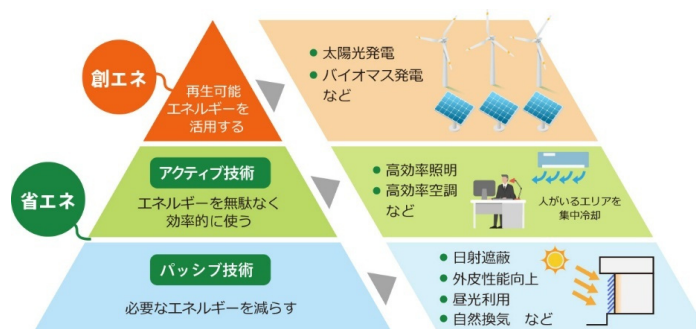 創エネ
再生可能
エネルギーを
活用する
● 太陽光発電
● バイオマス発電
など
省エネ
アクティブ技術
エネルギーを無駄なく
効率的に使う
● 高効率照明
● 高効率空調
など
人がいるエリアを
集中冷却
パッシブ技術
必要なエネルギーを減らす
● 日射遮蔽
● 外皮性能向上
● 昼光利用
● 自然換気 など